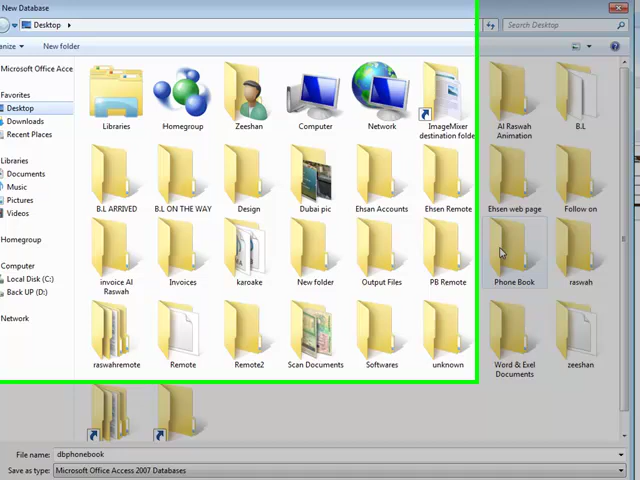 New Database
Desktop
Search Desktop
anize
New folder
Microsoft Office Acce
Favorites
Desktop
Downloads
Recent Places
Libraries
Documents
Music
Pictures
Videos
Homegroup
Computer
Local Disk (C:)
Back UP (D:)
Network
Libraries
Homegroup
Zeeshan
Computer
Network
ImageMixer
destination folde
Al Raswah
Animation
B.L
B.L ARRIVED
B.L ON THE WAY
Design
Dubai pic
Ehsan Accounts
Ehsen Remote
Ehsen web page
Follow on
invoice Al
Raswah
Invoices
karoake
New folder
Output Files
PB Remote
Phone Book
raswah
raswahremote
Remote
Remote2
Scan Documents
Softwares
unknown
Word & Exel
Documents
zeeshan
File name:
dbphonebook
Save as type:
Microsoft Office Access 2007 Databases